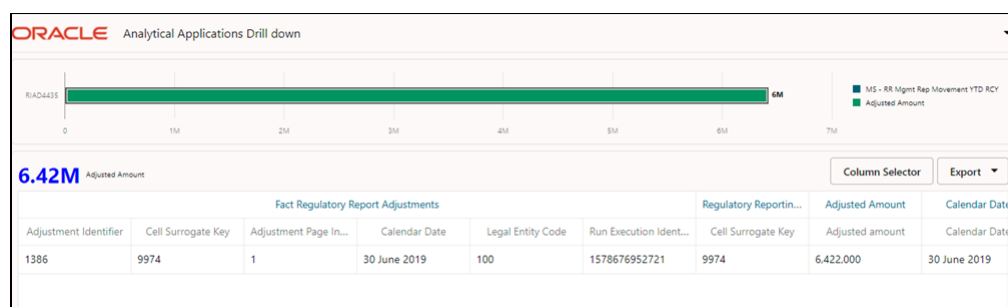 ORACLE Analytical Applications Drill down
RIAD4435
6M
MS - RR Mgmt Rep Movement YTD RCY
Adjusted Amount
0 1M 2M 3M 4M 5M 6M 7M
6.42M Adjusted Amount
Column Selector Export
Fact Regulatory Report Adjustments Regulatory Reportin... Adjusted Amount Calendar Date
Adjustment Identifier Cell Surrogate Key Adjustment Page In... Calendar Date Legal Entity Code Run Execution Ident... Cell Surrogate Key Adjusted amount Calendar Date
1386 9974 1 30 June 2019 100 1578676952721 9974 6,422,000 30 June 2019